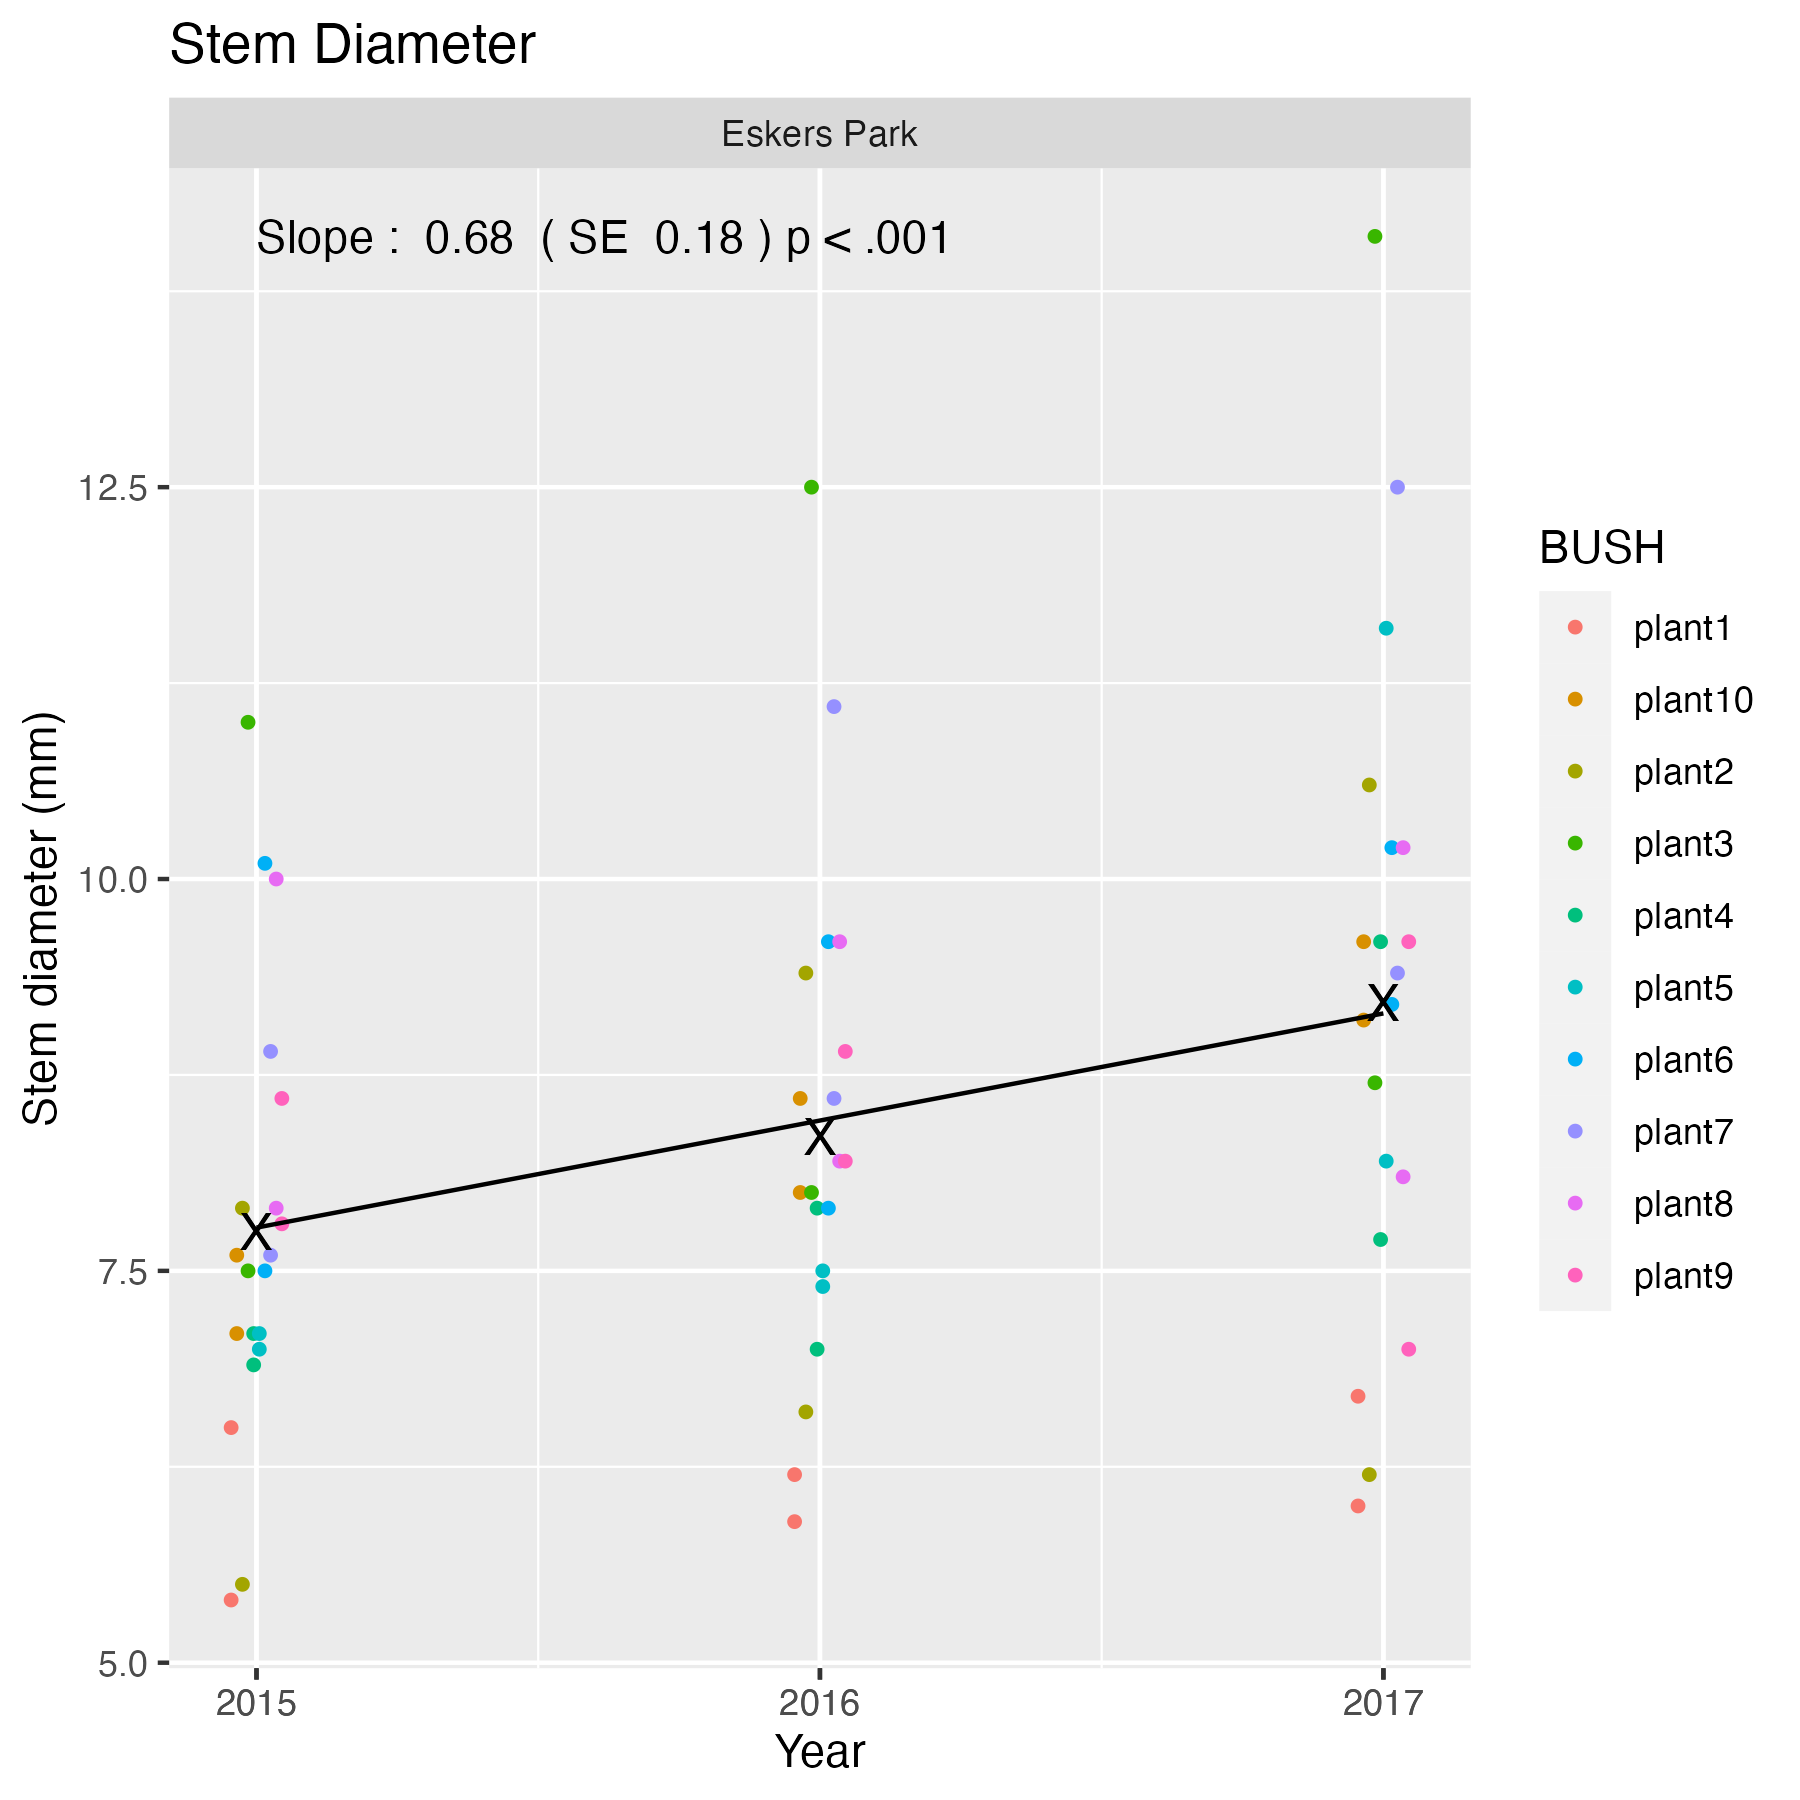 Stem Diameter
Eskers Park
Slope :  0.68  ( SE  0.18 ) p < .001
12.5
10.0
7.5
5.0
Stem diameter (mm)
2015 2016 2017
Year
BUSH
plant1
plant10
plant2
plant3
plant4
plant5
plant6
plant7
plant8
plant9
X
X
X